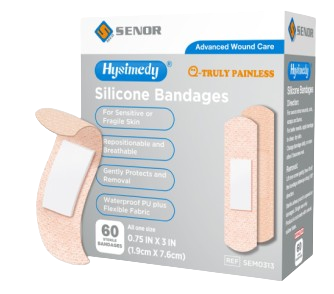 SENOR
Advanced Wound Care
Hysimedy®
O-TRULY PAINLESS
Silicone Bandages
For Sensitive or
Fragile Skin
Repositionable and
Breathable
Gently Protects and
Removal
Waterproof PU plus
Flexible Fabric
60
STERILE
BANDAGES
All one size
0.75 IN X 3 IN
(1.9cm X 7.6cm)
REF SEM0313
Hysimedy
Silicone Bandages
Direction